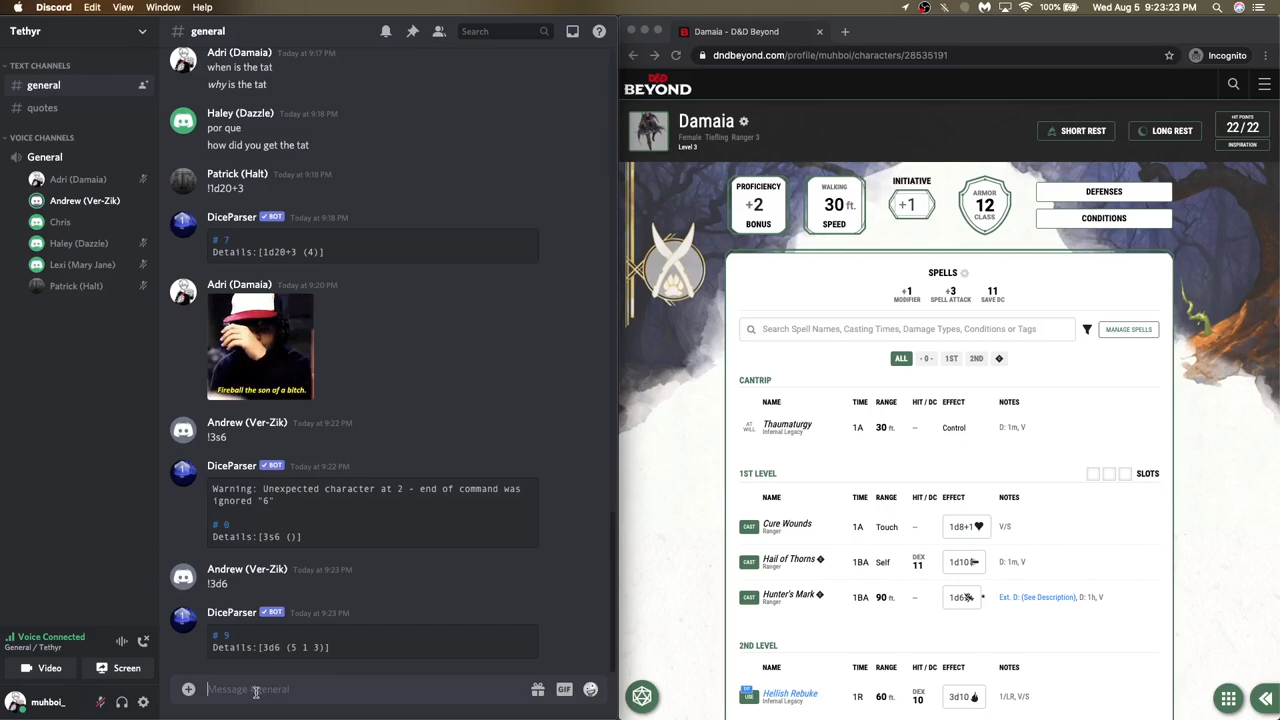 Discord File Edit View Window Help
Tethyr
general
Search
TEXT CHANNELS
general
quotes
VOICE CHANNELS
General
Adri (Damaia)
Andrew (Ver-Zik)
Chris
Haley (Dazzle)
Lexi (Mary Jane)
Patrick (Halt)
Voice Connected
General / Tethyr
Video
Screen
muhboi
Adri (Damaia) Today at 9:17 PM
when is the tat
why is the tat
Haley (Dazzle) Today at 9:18 PM
por que
how did you get the tat
Patrick (Halt) Today at 9:18 PM
!1d20+3
DiceParser BOT Today at 9:18 PM
# 7
Details:[1d20+3 (4)]
Adri (Damaia) Today at 9:20 PM
Fireball the son of a bitch.
Andrew (Ver-Zik) Today at 9:22 PM
!3s6
DiceParser BOT Today at 9:22 PM
Warning: Unexpected character at 2 - end of command was
ignored "6"
# 0
Details:[3s6 ()]
Andrew (Ver-Zik) Today at 9:23 PM
!3d6
DiceParser BOT Today at 9:23 PM
# 9
Details:[3d6 (5 1 3)]
Message #general
GIF
Damaia - D&D Beyond
dndbeyond.com/profile/muhboi/characters/28535191
Incognito
D&D
BEYOND
Damaia
Female Tiefling Ranger 3
Level 3
SHORT REST
LONG REST
HIT POINTS
22/22
INSPIRATION
PROFICIENCY
+2
BONUS
WALKING
30 ft.
SPEED
INITIATIVE
+1
ARMOR
12
CLASS
DEFENSES
CONDITIONS
SPELLS
+1 +3 11
MODIFIER SPELL ATTACK SAVE DC
Search Spell Names, Casting Times, Damage Types, Conditions or Tags
MANAGE SPELLS
ALL - 0 - 1ST 2ND
CANTRIP
NAME TIME RANGE HIT / DC EFFECT NOTES
AT WILL Thaumaturgy 1A 30 ft. -- Control D: 1m, V
Infernal Legacy
1ST LEVEL SLOTS
NAME TIME RANGE HIT / DC EFFECT NOTES
CAST Cure Wounds 1A Touch -- 1d8+1 V/S
Ranger
CAST Hail of Thorns 1BA Self DEX 11 1d10 D: 1m, V
Ranger
CAST Hunter's Mark 1BA 90 ft. -- 1d6 * Ext. D: (See Description), D: 1h, V
Ranger
2ND LEVEL
NAME TIME RANGE HIT / DC EFFECT NOTES
1ST USE Hellish Rebuke 1R 60 ft. DEX 10 3d10 1/LR, V/S
Infernal Legacy